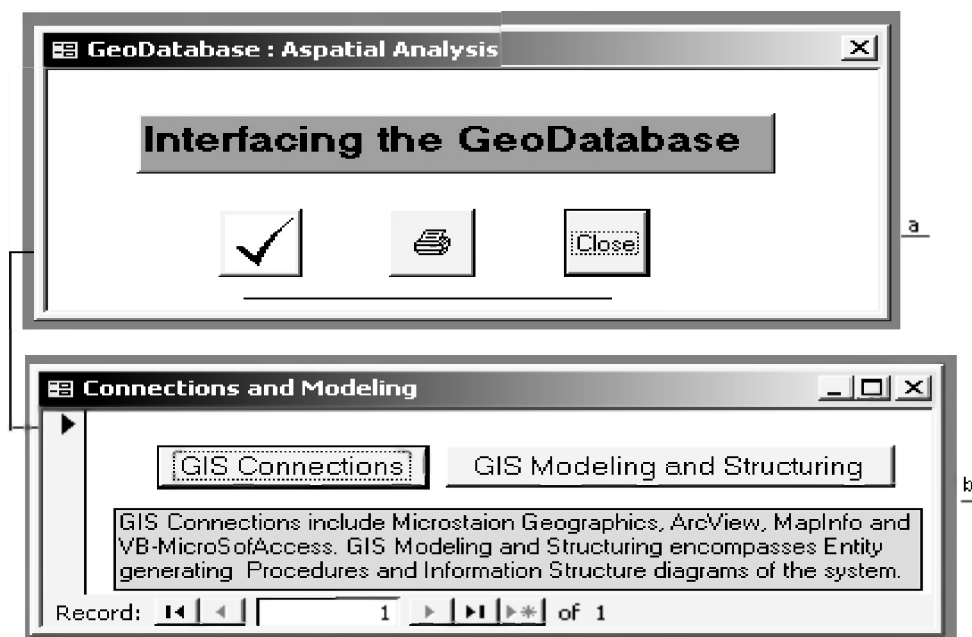 GeoDatabase : Aspatial Analysis
Interfacing the GeoDatabase
Close
a
Connections and Modeling
GIS Connections
GIS Modeling and Structuring
b
GIS Connections include Microstaion Geographics, ArcView, MapInfo and
VB-MicroSofAccess. GIS Modeling and Structuring encompasses Entity
generating Procedures and Information Structure diagrams of the system.
Record: 1 of 1